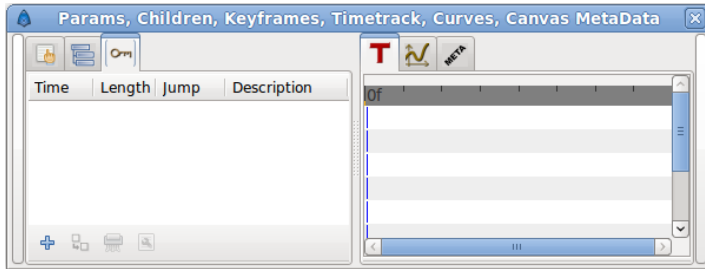 Params, Children, Keyframes, Timetrack, Curves, Canvas MetaData
T
META
Time Length Jump Description
0f